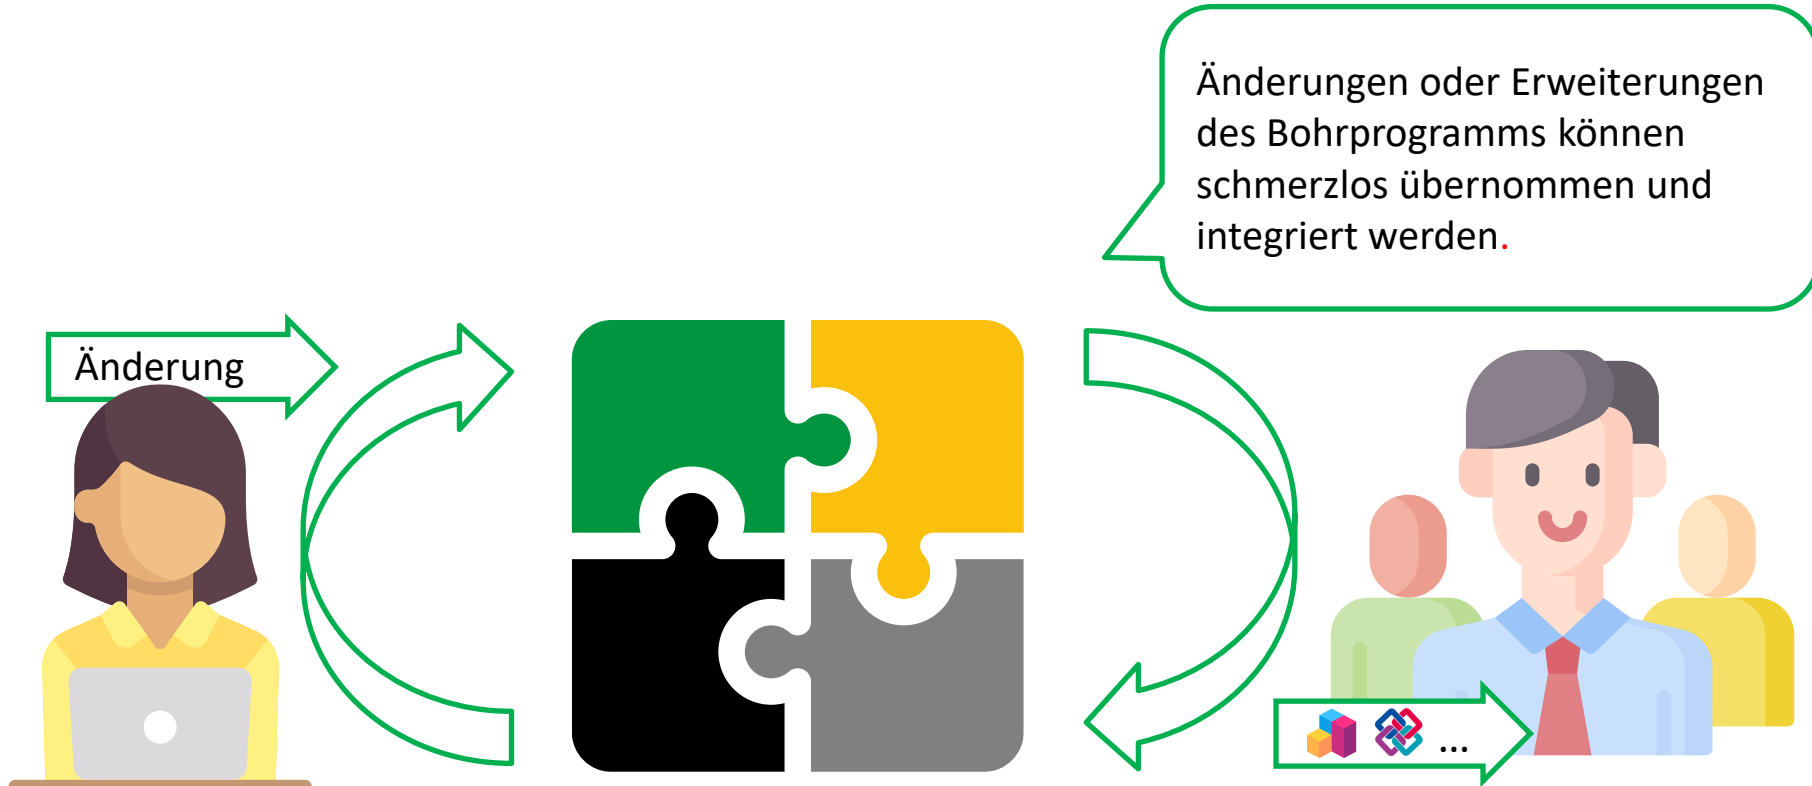 Änderungen oder Erweiterungen
des Bohrprogramms können
schmerzlos übernommen und
integriert werden.
Änderung
...